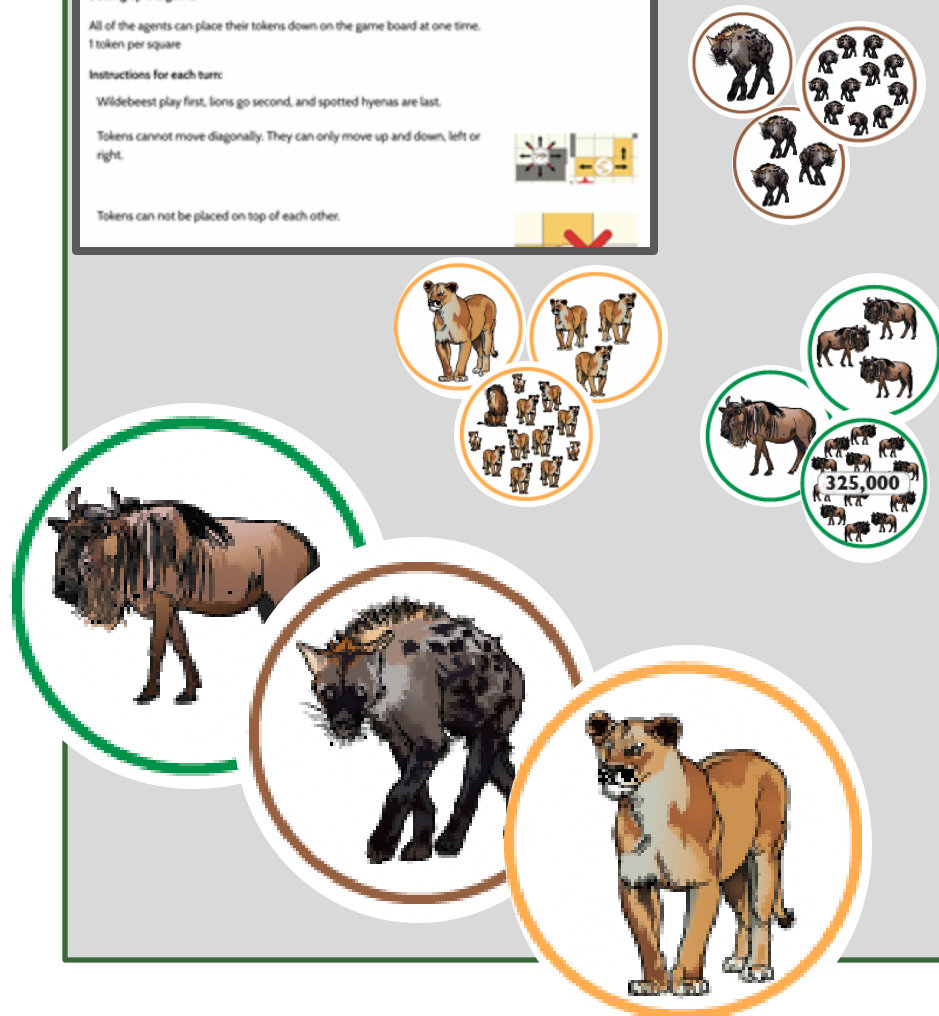 All of the agents can place their tokens down on the game board at one time.
1 token per square
Instructions for each turn:
Wildebeest play first, lions go second, and spotted hyenas are last.
Tokens cannot move diagonally. They can only move up and down, left or
right.
Tokens can not be placed on top of each other.
325,000